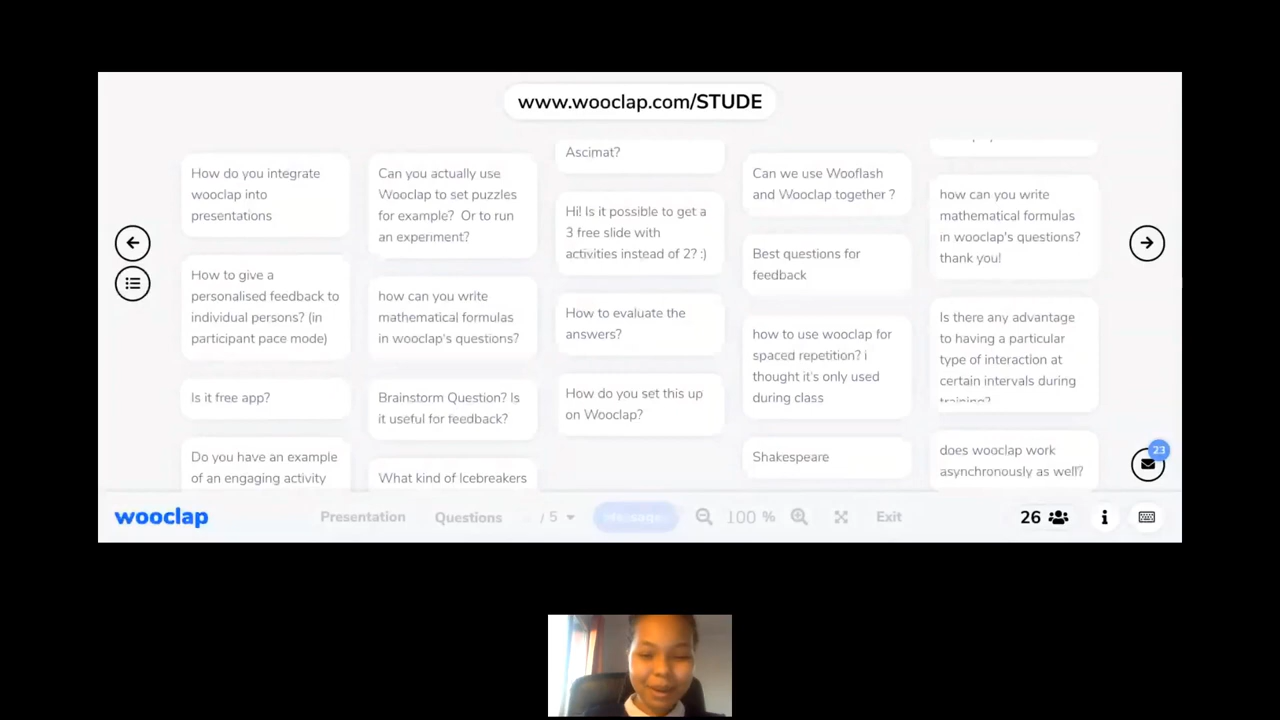 www.wooclap.com/STUDE
How do you integrate
wooclap into
presentations
How to give a
personalised feedback to
individual persons? (in
participant pace mode)
Is it free app?
Do you have an example
of an engaging activity
Can you actually use
Wooclap to set puzzles
for example? Or to run
an experiment?
how can you write
mathematical formulas
in wooclap's questions?
Brainstorm Question? Is
it useful for feedback?
What kind of Icebreakers
Ascimat?
Hi! Is it possible to get a
3 free slide with
activities instead of 2? :)
How to evaluate the
answers?
How do you set this up
on Wooclap?
Can we use Wooflash
and Wooclap together ?
Best questions for
feedback
how to use wooclap for
spaced repetition? i
thought it's only used
during class
Shakespeare
how can you write
mathematical formulas
in wooclap's questions?
thank you!
Is there any advantage
to having a particular
type of interaction at
certain intervals during
training?
does wooclap work
asynchronously as well?
23
wooclap
Presentation Questions / 5 Messages 100 % Exit 26